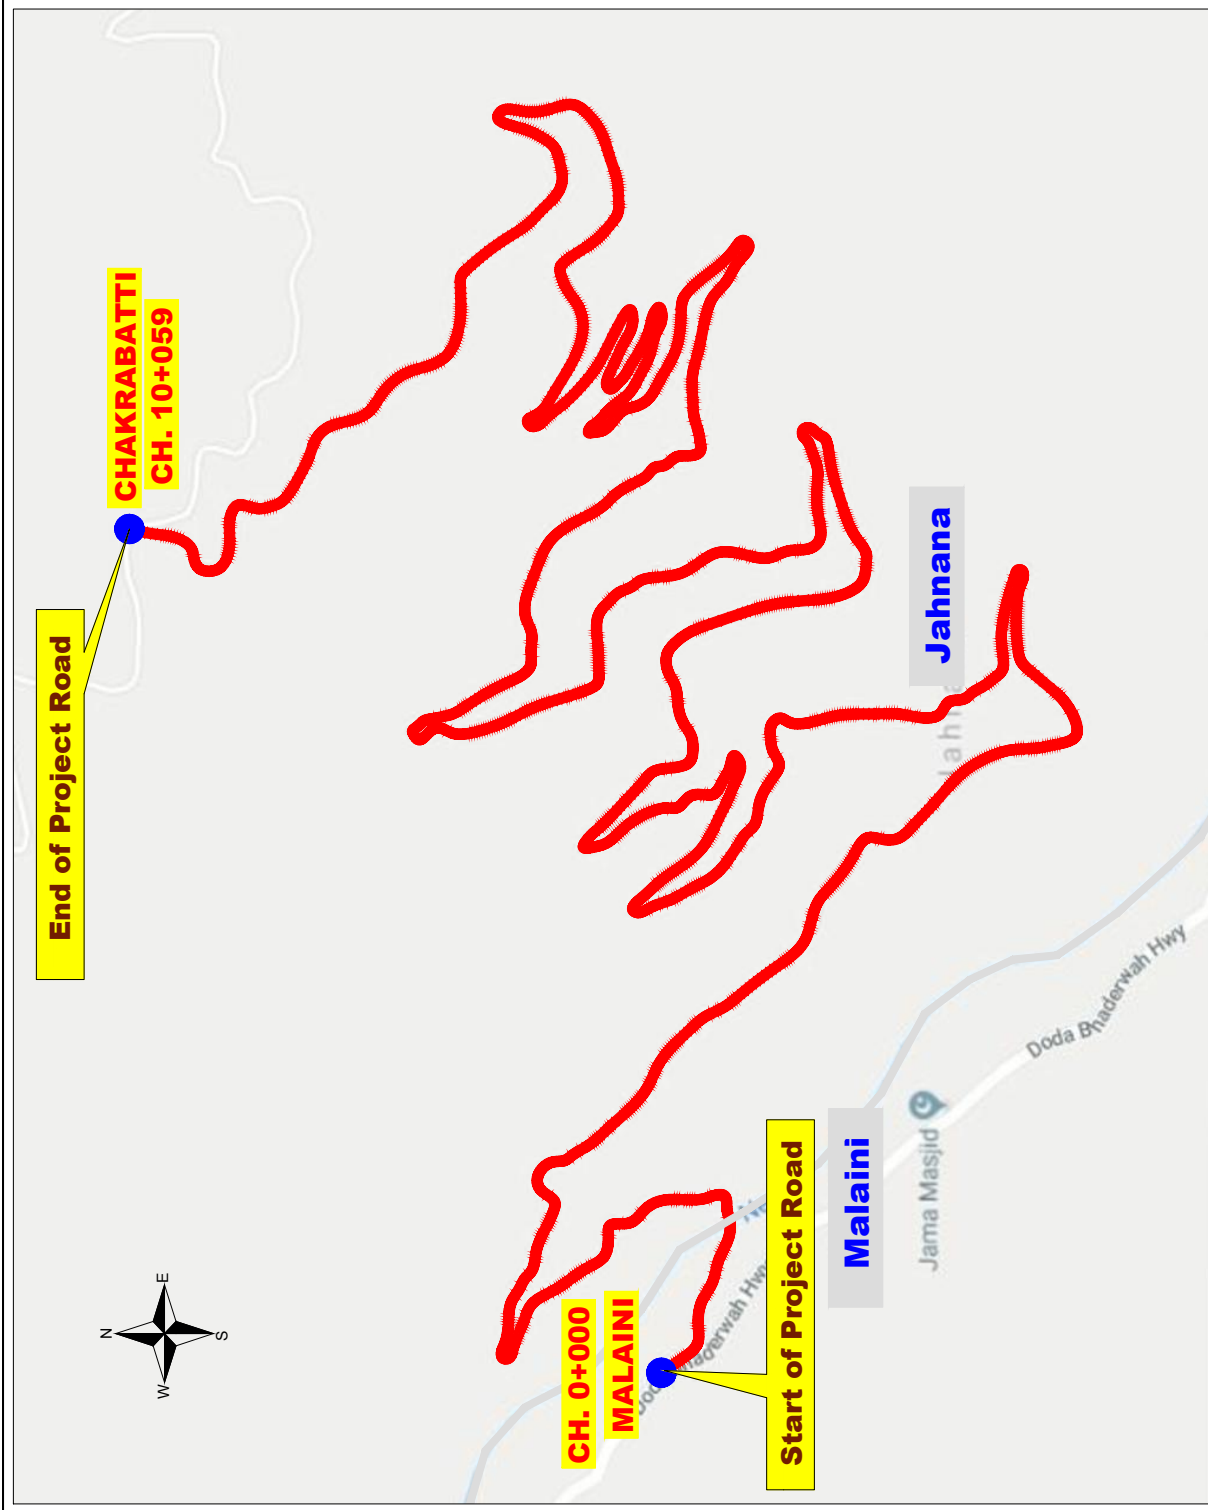 CHAKRABATTI
CH. 10+059
End of Project Road
Jahnana
N
E
S
W
CH. 0+000
MALAINI
Start of Project Road
Malaini
Jama Masjid
Doda Bhaderwah Hwy